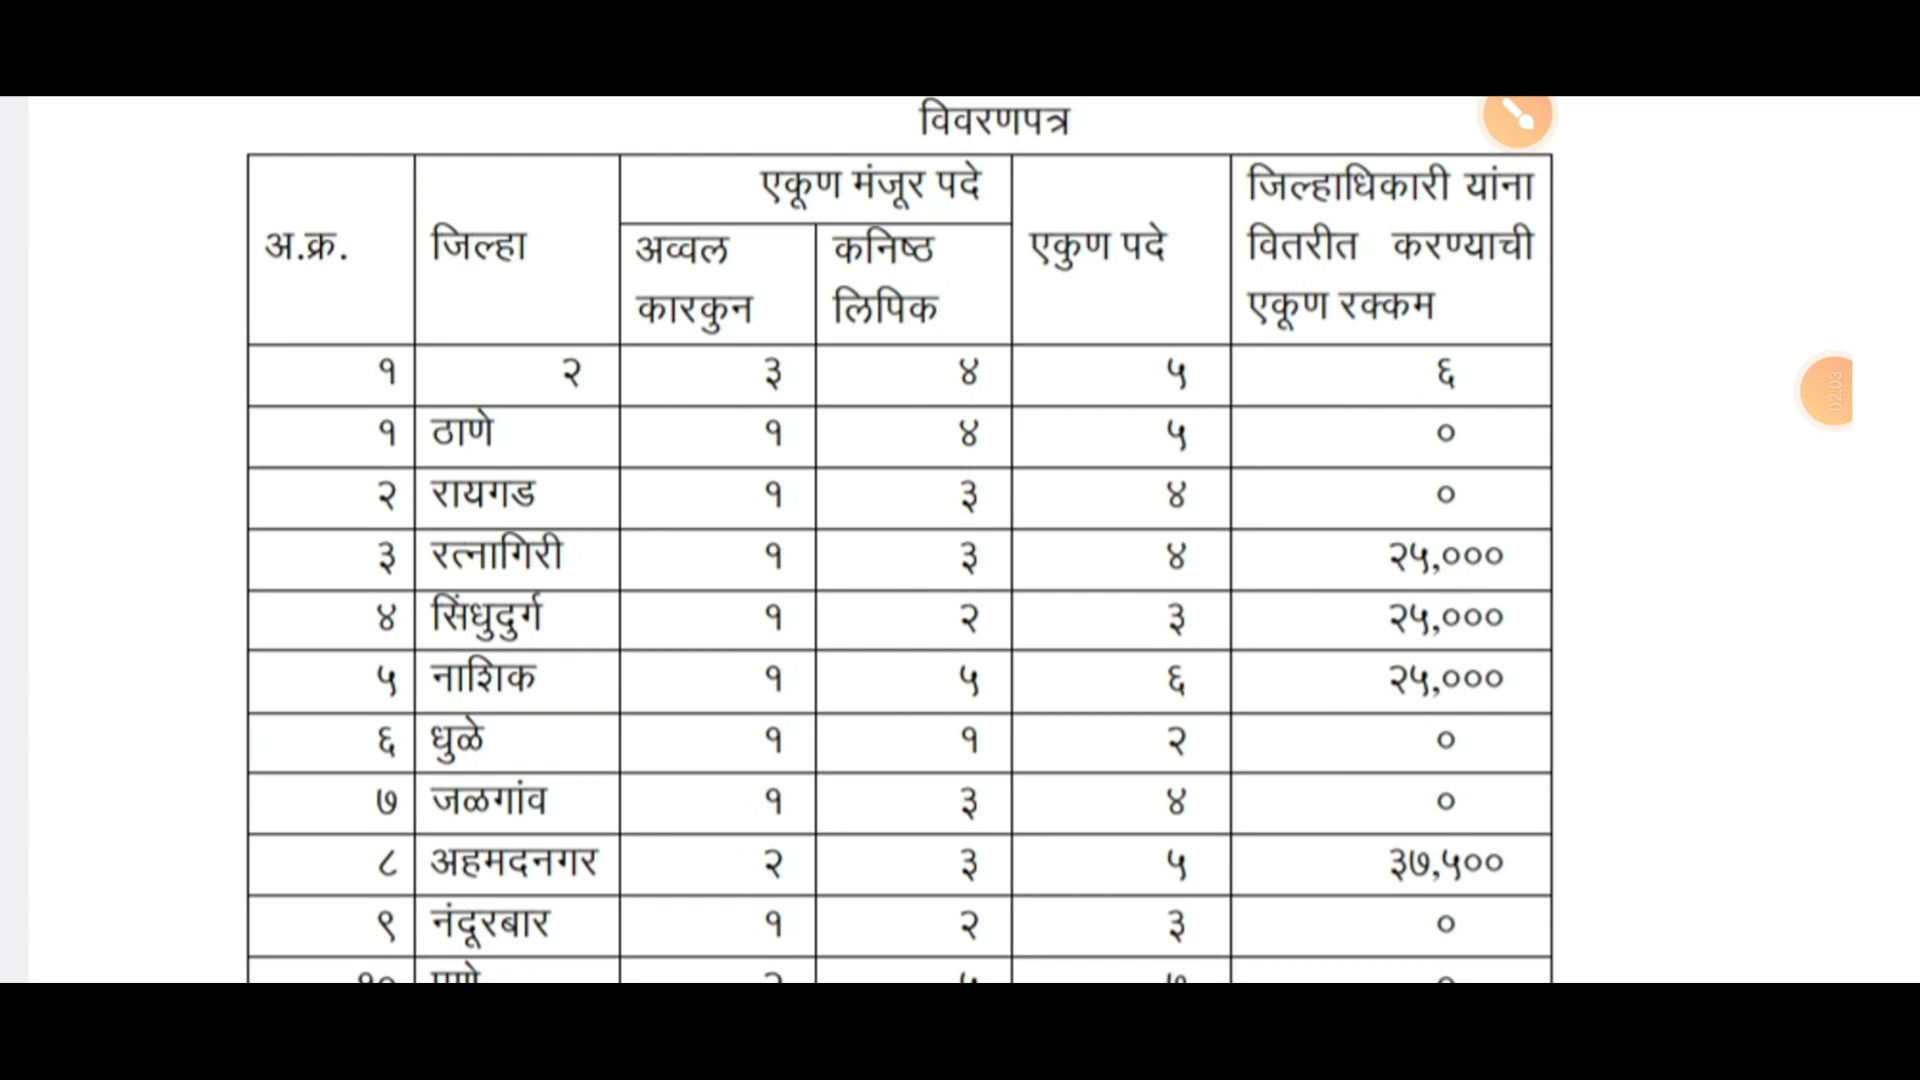 विवरणपत्र
अ.क्र. जिल्हा एकूण मंजूर पदे एकुण पदे जिल्हाधिकारी यांना वितरीत करण्याची एकूण रक्कम
अव्वल कारकुन कनिष्ठ लिपिक
१ २ ३ ४ ५ ६
१ ठाणे १ ४ ५ ०
२ रायगड १ ३ ४ ०
३ रत्नागिरी १ ३ ४ २५,०००
४ सिंधुदुर्ग १ २ ३ २५,०००
५ नाशिक १ ५ ६ २५,०००
६ धुळे १ १ २ ०
७ जळगांव १ ३ ४ ०
८ अहमदनगर २ ३ ५ ३७,५००
९ नंदूरबार १ २ ३ ०
02:03